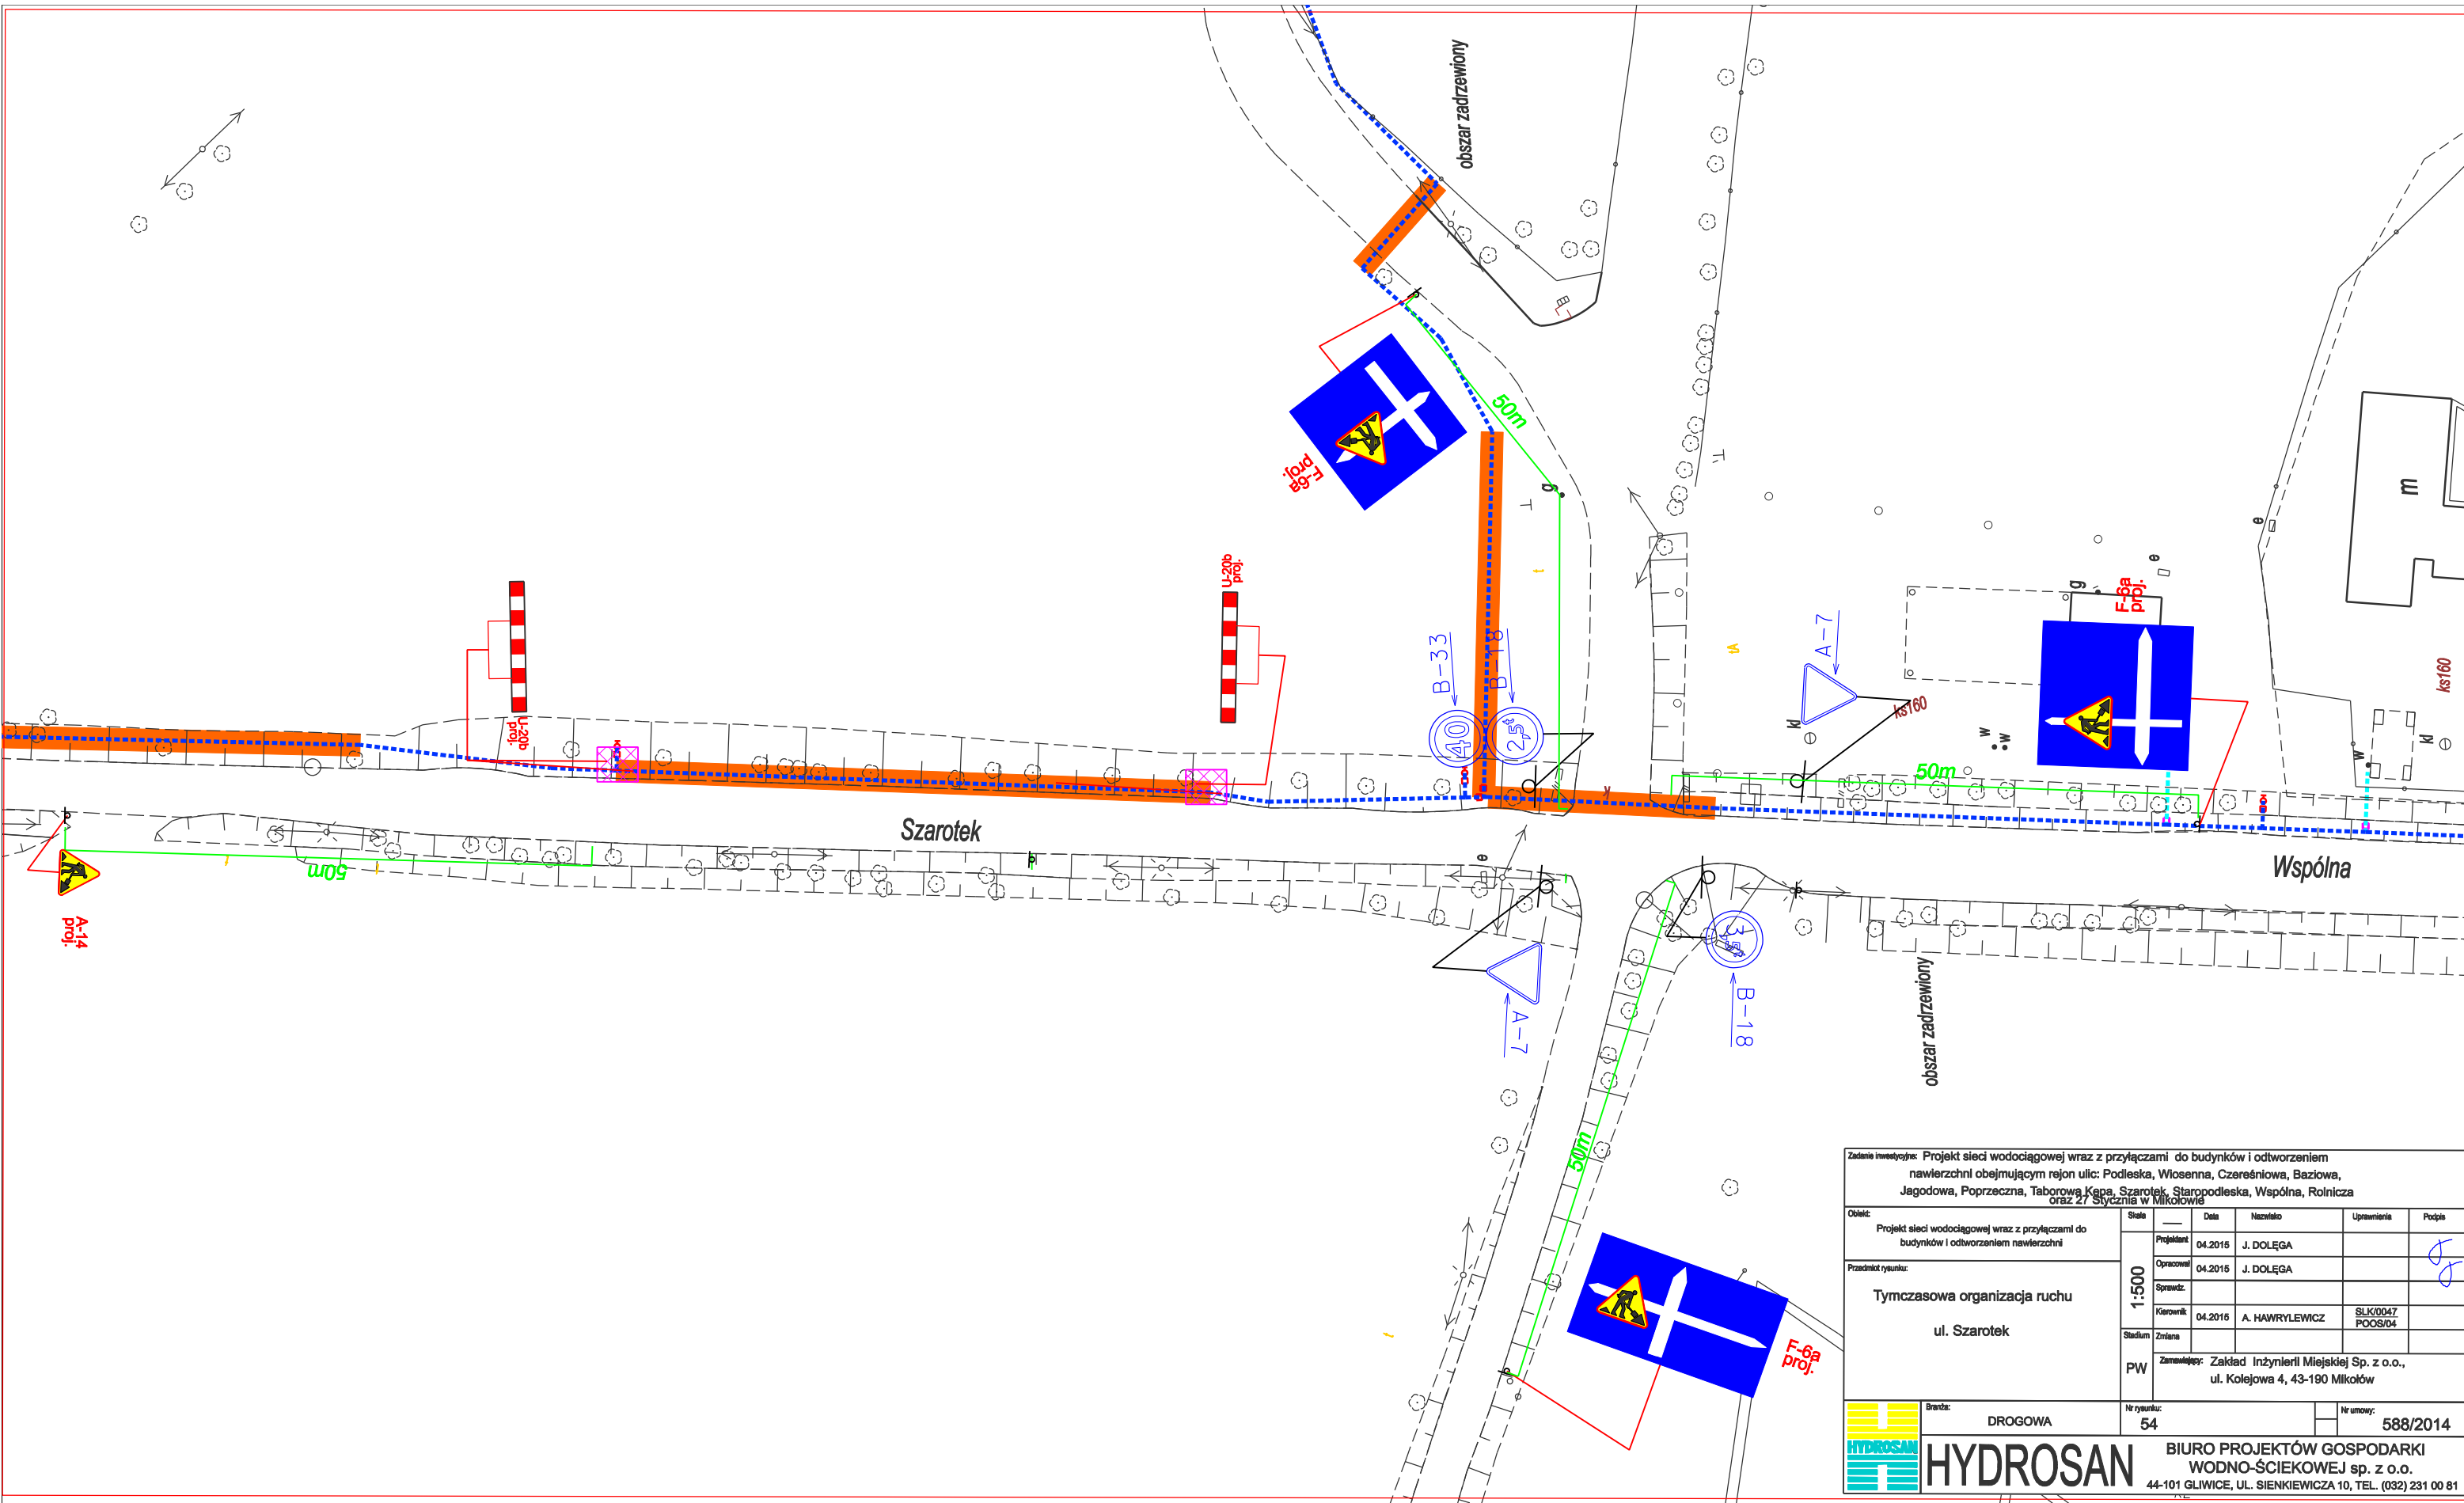 obszar zadrzewiony
50m
F-6a
proj.
g
T
T
t
tA
U-20b
proj.
U-20b
proj.
B-33
B-18
40
2,5t
A-7
kd
ks160
w
w
g
e
F-6a
proj.
e
m
ks160
kd
w
50m
y
Szarotek
Wspólna
50m
A-14
proj.
e
A-7
3,5t
B-18
obszar zadrzewiony
50m
t
F-6a
proj.
Zadanie inwestycyjne: Projekt sieci wodociągowej wraz z przyłączami do budynków i odtworzeniem
nawierzchni obejmującym rejon ulic: Podleska, Wiosenna, Czereśniowa, Baziowa,
Jagodowa, Poprzeczna, Taborowa Kępa, Szarotek, Staropodleska, Wspólna, Rolnicza
oraz 27 Stycznia w Mikołowie
Obiekt:
Projekt sieci wodociągowej wraz z przyłączami do
budynków i odtworzeniem nawierzchni
Skala Data Nazwisko Uprawnienia Podpis
1:500
Projektant 04.2015 J. DOLĘGA
Opracował 04.2015 J. DOLĘGA
Sprawdz.
Kierownik 04.2015 A. HAWRYLEWICZ SLK/0047
POOS/04
Przedmiot rysunku:
Tymczasowa organizacja ruchu
ul. Szarotek
Stadium Zmiana
PW
Zamawiający: Zakład Inżynierii Miejskiej Sp. z o.o.,
ul. Kolejowa 4, 43-190 Mikołów
Branża:
DROGOWA
Nr rysunku:
54
Nr umowy:
588/2014
HYDROSAN
HYDROSAN
BIURO PROJEKTÓW GOSPODARKI
WODNO-ŚCIEKOWEJ sp. z o.o.
44-101 GLIWICE, UL. SIENKIEWICZA 10, TEL. (032) 231 00 81